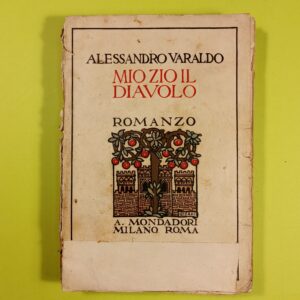 ALESSANDRO VARALDO
MIO ZIO IL
DIAVOLO
ROMANZO
A. MONDADORI
MILANO ROMA